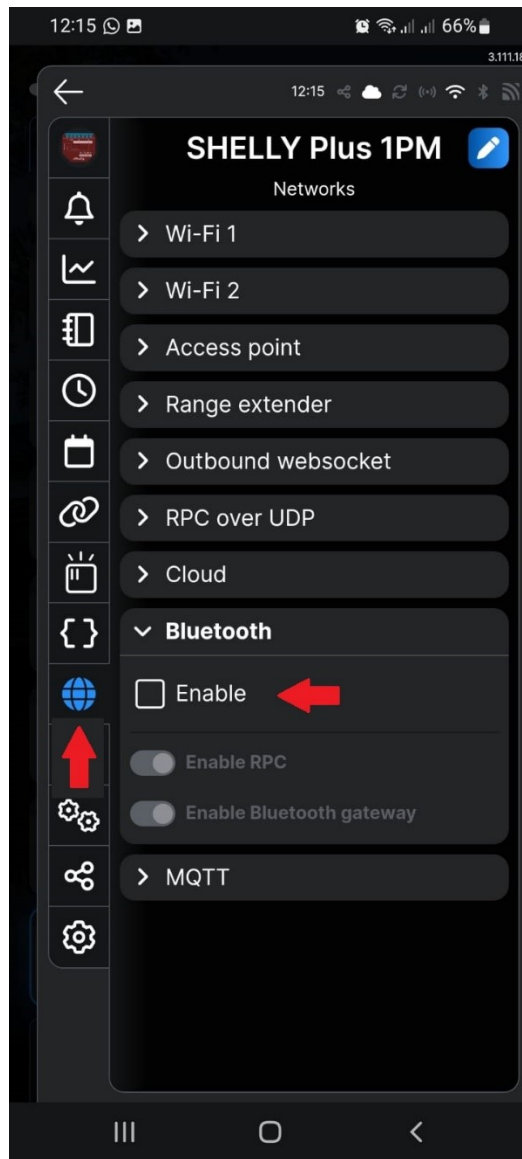 12:15 66%
3.111.18
12:15
SHELLY Plus 1PM
Networks
Wi-Fi 1
Wi-Fi 2
Access point
Range extender
Outbound websocket
RPC over UDP
Cloud
Bluetooth
Enable
Enable RPC
Enable Bluetooth gateway
MQTT